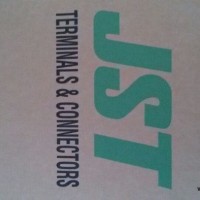 JST
TERMINALS & CONNECTORS